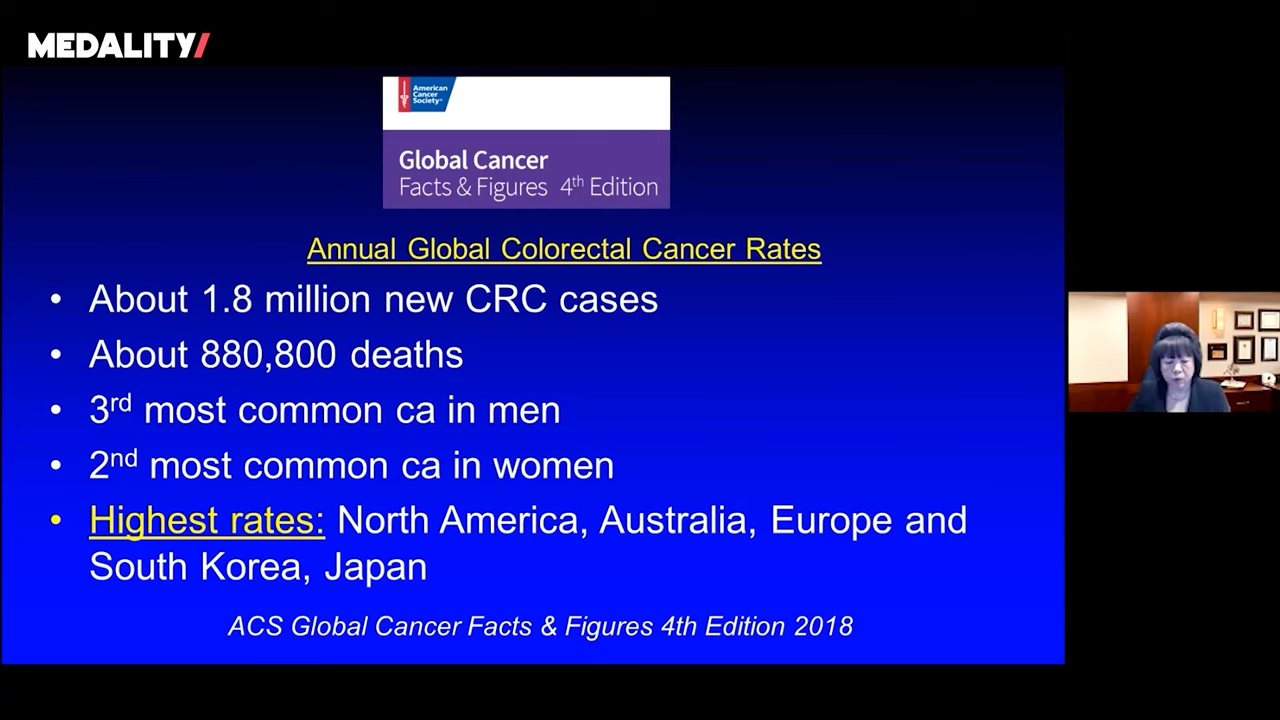 MEDALITY/
American
Cancer
Society™
Global Cancer
Facts & Figures 4th Edition
Annual Global Colorectal Cancer Rates
• About 1.8 million new CRC cases
• About 880,800 deaths
• 3rd most common ca in men
• 2nd most common ca in women
• Highest rates: North America, Australia, Europe and
South Korea, Japan
ACS Global Cancer Facts & Figures 4th Edition 2018